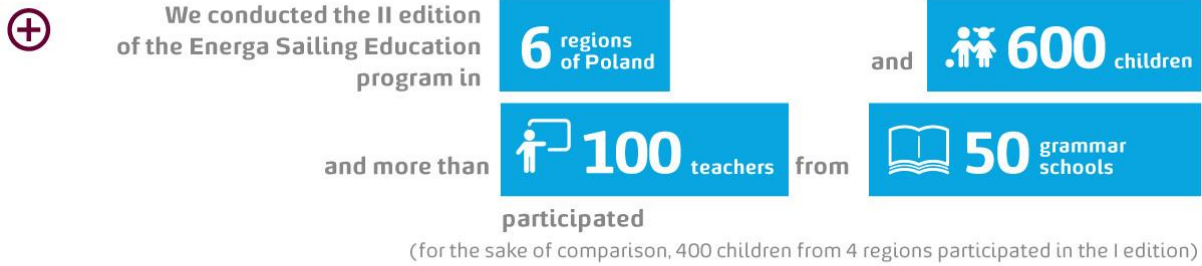 We conducted the II edition
of the Energa Sailing Education
program in
6 regions
of Poland
and
600 children
and more than
100 teachers
from
50 grammar
schools
participated
(for the sake of comparison, 400 children from 4 regions participated in the I edition)